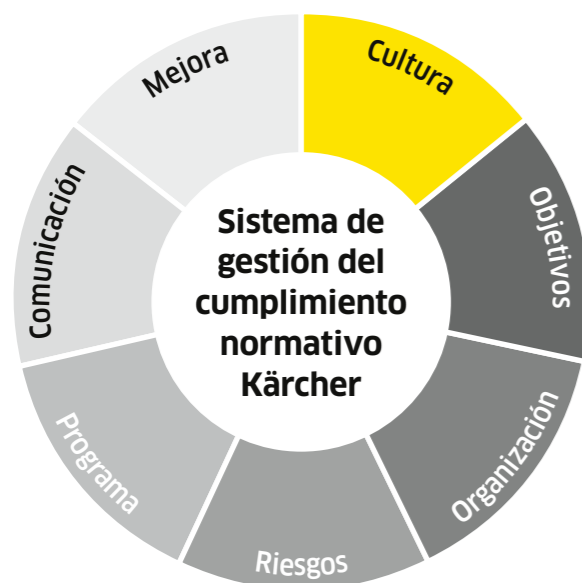 Sistema de
gestión del
cumplimiento
normativo
Kärcher
Cultura
Objetivos
Organización
Riesgos
Programa
Comunicación
Mejora